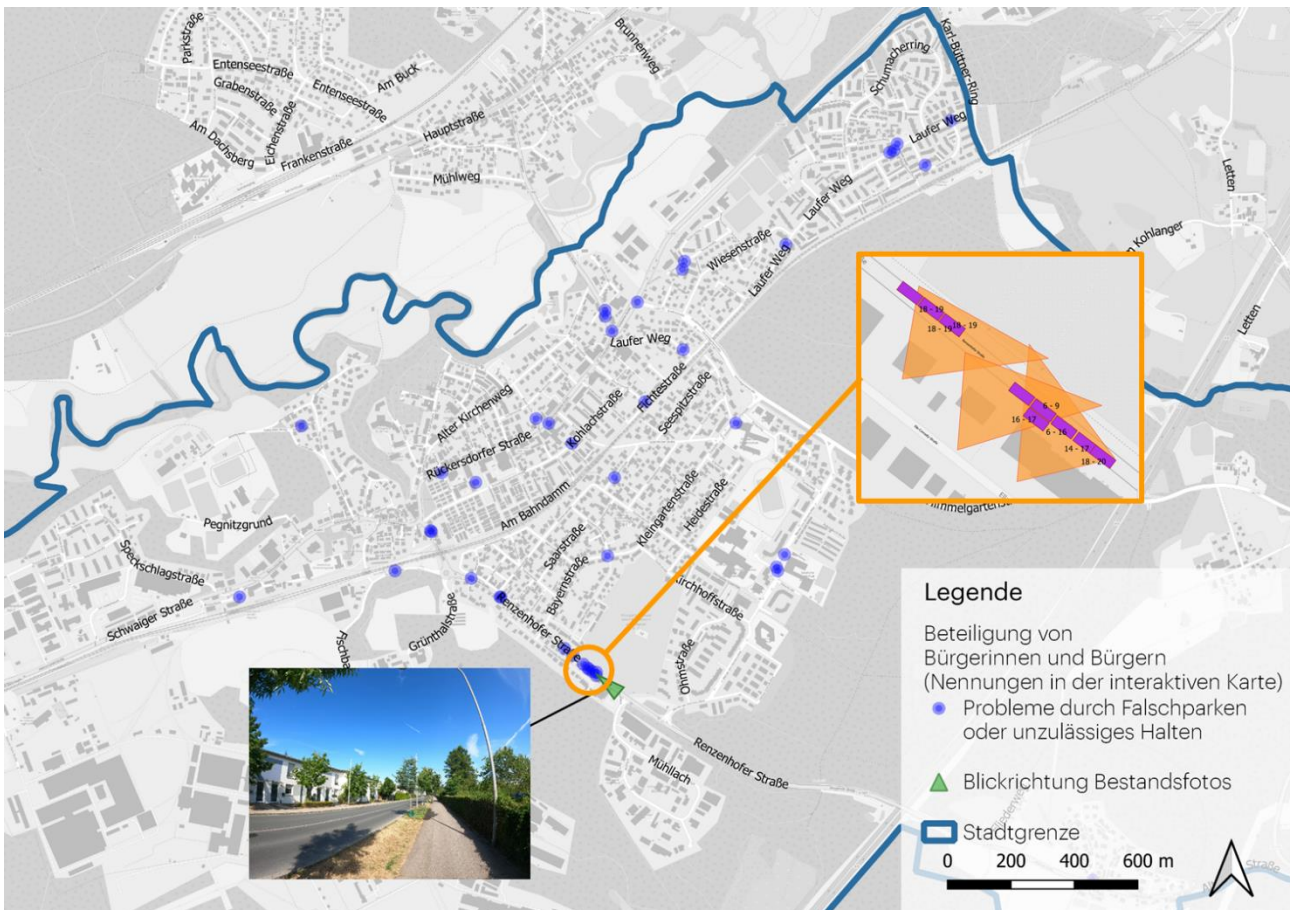 Parkstraße
Entenseestraße
Grabenstraße
Entenseestraße
Am Buck
Brunnenweg
Am Dachsberg
Eichenstraße
Frankenstraße
Hauptstraße
Mühlweg
Schumacherring
Karl-Büttner-Ring
Laufer Weg
Laufer Weg
Letten
Kohlanger
Letten
Wiesenstraße
Laufer Weg
Laufer Weg
Alter Kirchenweg
Fichtestraße
Seespitzstraße
Kohlachstraße
Rückersdorfer Straße
Am Bahndamm
Pegnitzgrund
Speckschlagstraße
Schwaiger Straße
Saarstraße
Bayernstraße
Kleingartenstraße
Heidestraße
Kirchhoffstraße
Grünthalstraße
Renzenhofer Straße
Ohmstraße
Mühllach
Renzenhofer Straße
18 - 19
18 - 19
18 - 19
6 - 9
16 - 17
6 - 16
14 - 17
18 - 20
Legende
Beteiligung von
Bürgerinnen und Bürgern
(Nennungen in der interaktiven Karte)
Probleme durch Falschparken
oder unzulässiges Halten
Blickrichtung Bestandsfotos
Stadtgrenze
0 200 400 600 m